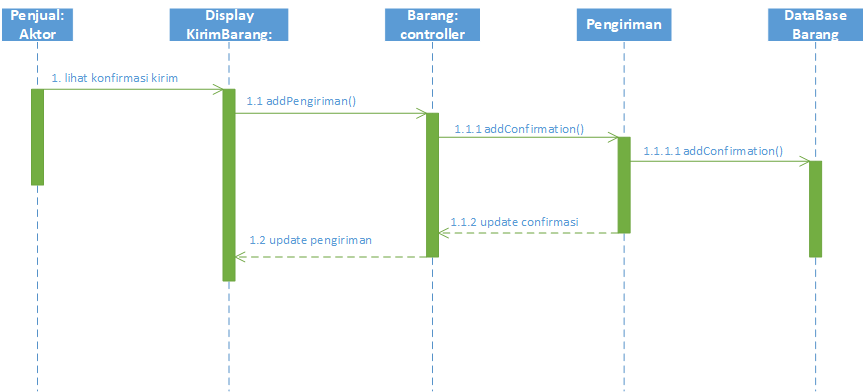 Penjual:
Aktor
Display
KirimBarang:
Barang:
controller
Pengiriman
DataBase
Barang
1. lihat konfirmasi kirim
1.1 addPengiriman()
1.1.1 addConfirmation()
1.1.1.1 addConfirmation()
1.1.2 update confirmasi
1.2 update pengiriman